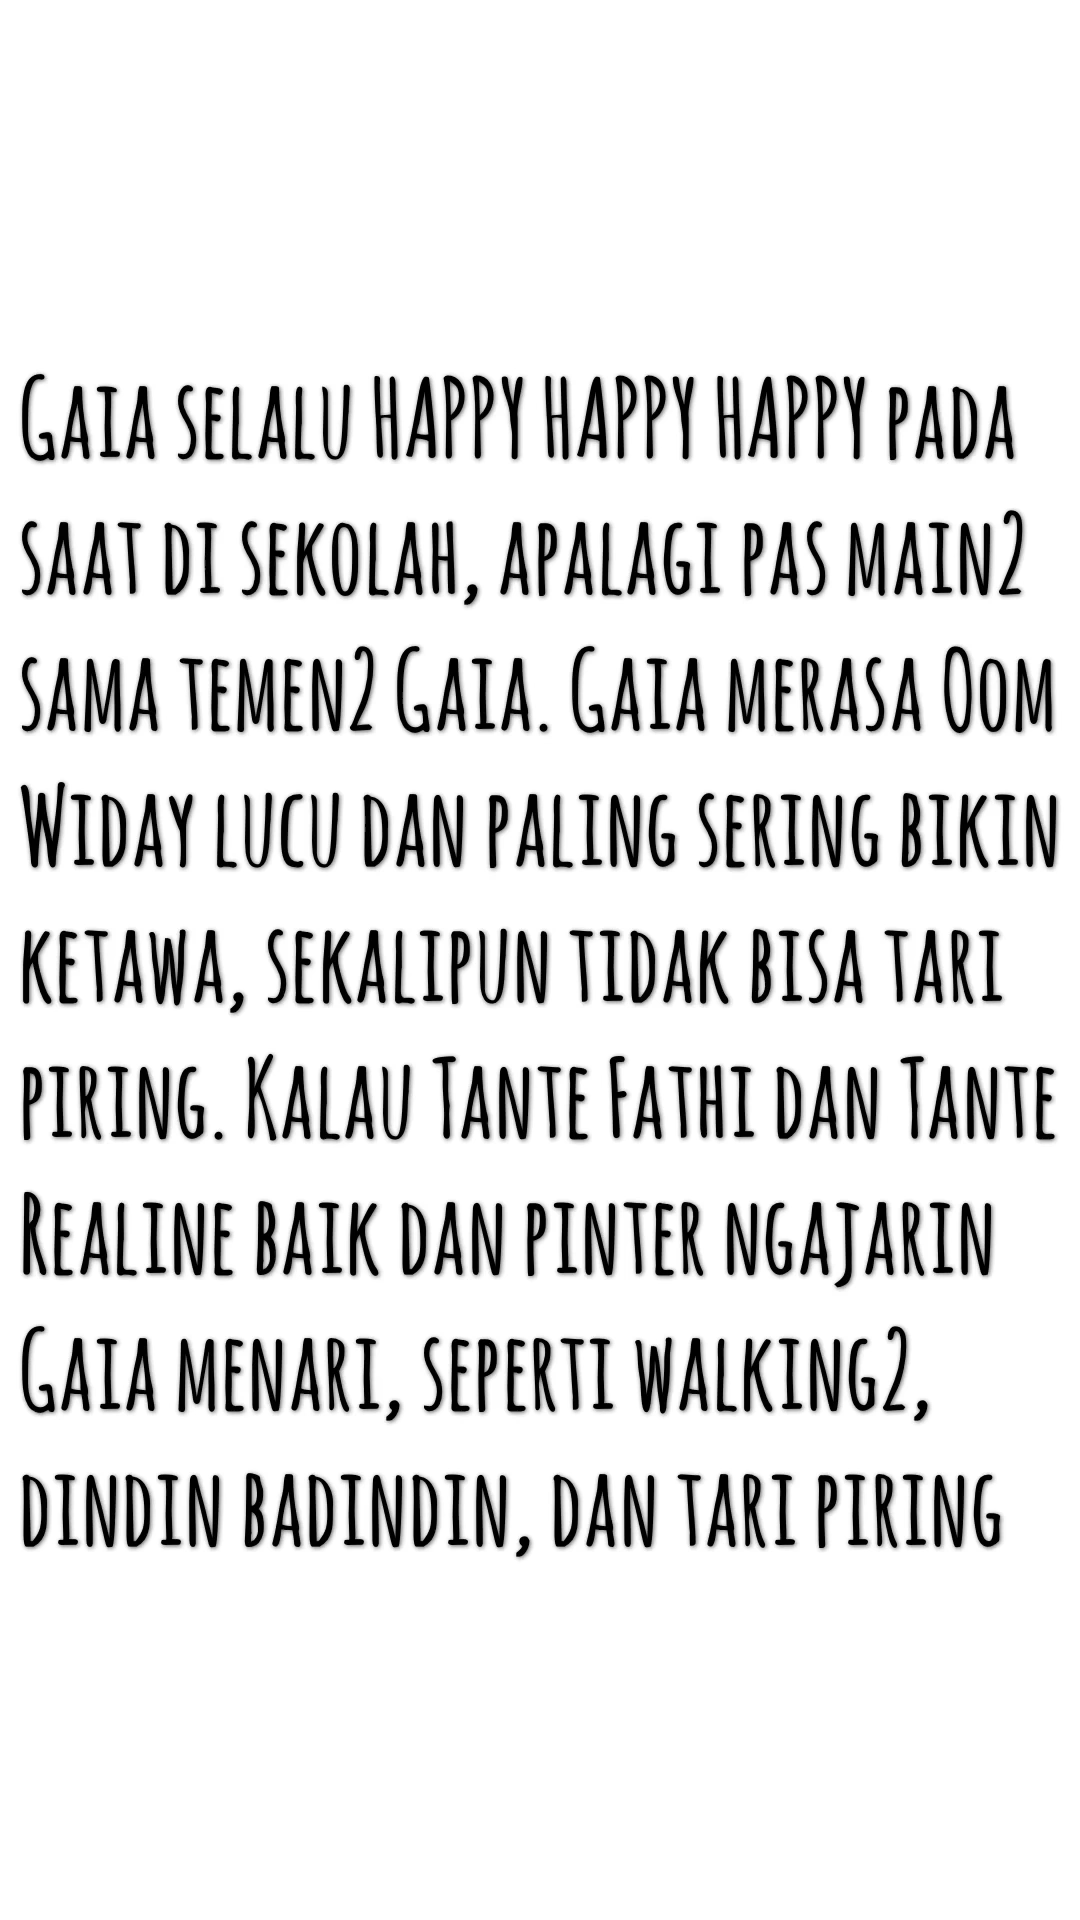 Gaia selalu HAPPY HAPPY HAPPY pada
saat di sekolah, apalagi pas main2
sama temen2 Gaia. Gaia merasa Oom
Widay lucu dan paling sering bikin
ketawa, sekalipun tidak bisa tari
piring. Kalau Tante Fathi dan Tante
Realine baik dan pinter ngajarin
Gaia menari, seperti walking2,
dindin badindin, dan tari piring